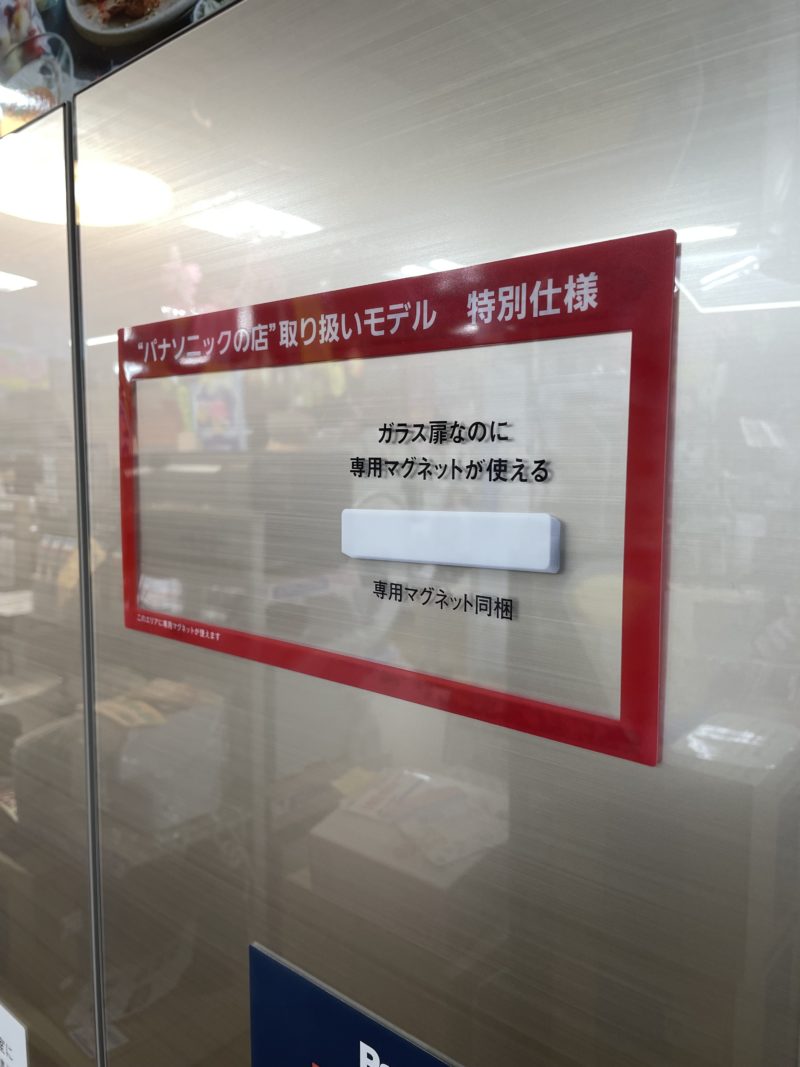 “パナソニックの店”取り扱いモデル 特別仕様
ガラス扉なのに
専用マグネットが使える
専用マグネット同梱
このエリアに専用マグネットが使えます